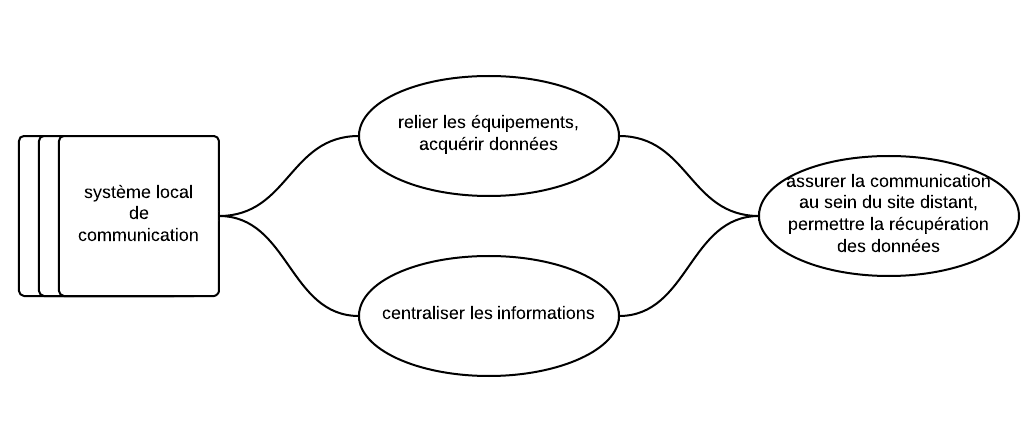 système local
de
communication
relier les équipements,
acquérir données
centraliser les informations
assurer la communication
au sein du site distant,
permettre la récupération
des données